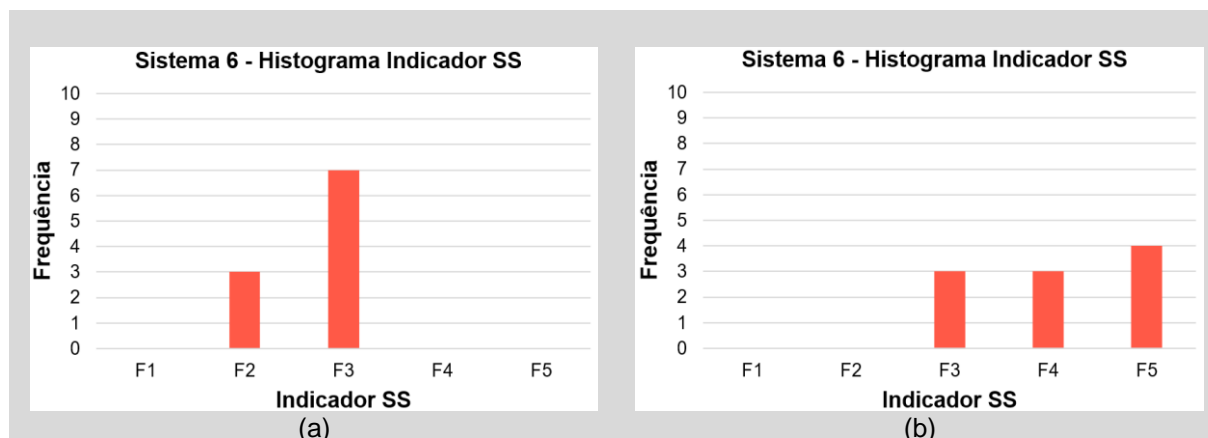 Sistema 6 - Histograma Indicador SS
Frequência
10
9
8
7
6
5
4
3
2
1
0
F1 F2 F3 F4 F5
Indicador SS
(a)
Sistema 6 - Histograma Indicador SS
Frequência
10
9
8
7
6
5
4
3
2
1
0
F1 F2 F3 F4 F5
Indicador SS
(b)